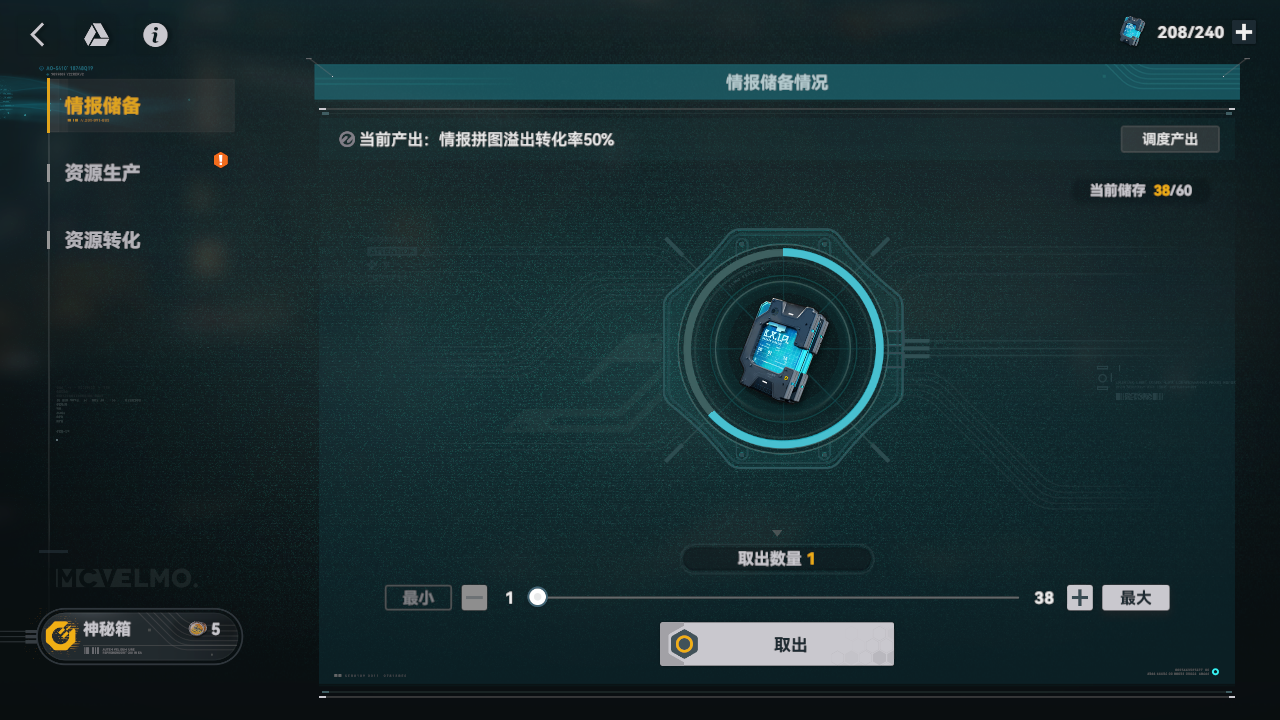 208/240
情报储备
资源生产
资源转化
情报储备情况
当前产出：情报拼图溢出转化率50%
调度产出
当前储存 38/60
取出数量 1
最小
1
38
最大
取出
MCVELMO.
神秘箱
5